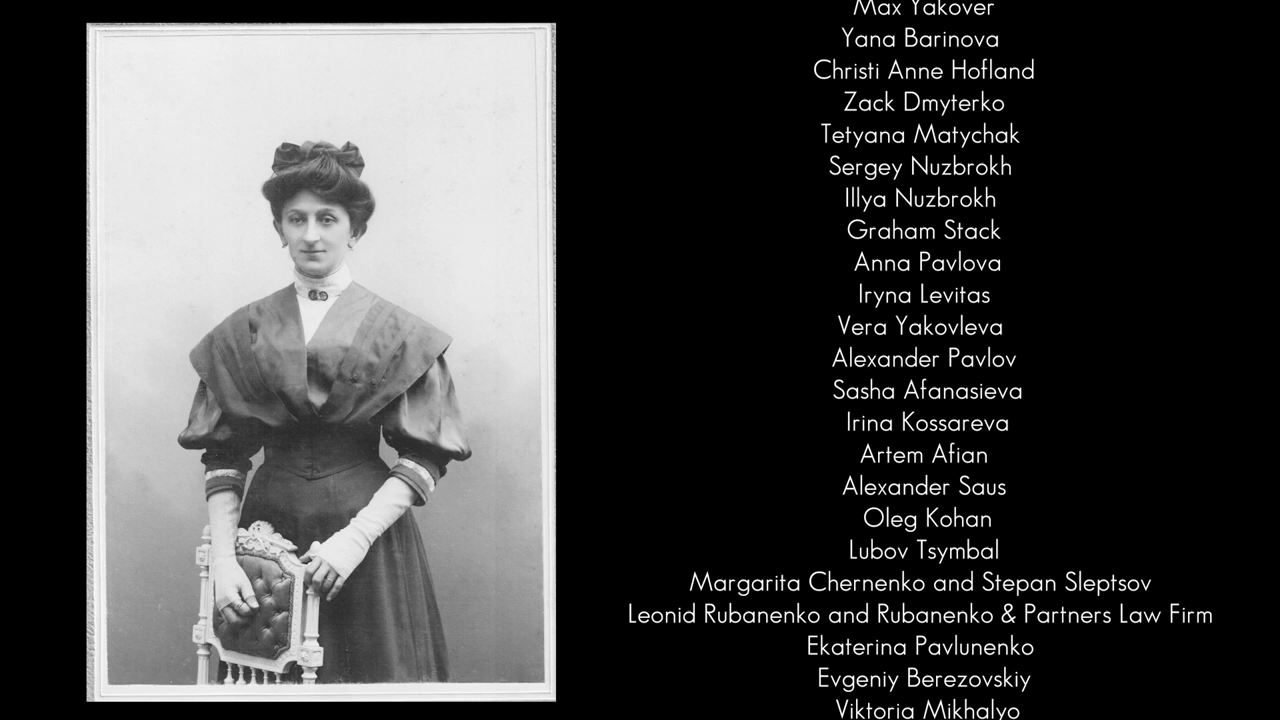 Max Yakover
Yana Barinova
Christi Anne Hofland
Zack Dmyterko
Tetyana Matychak
Sergey Nuzbrokh
Illya Nuzbrokh
Graham Stack
Anna Pavlova
Iryna Levitas
Vera Yakovleva
Alexander Pavlov
Sasha Afanasieva
Irina Kossareva
Artem Afian
Alexander Saus
Oleg Kohan
Lubov Tsymbal
Margarita Chernenko and Stepan Sleptsov
Leonid Rubanenko and Rubanenko & Partners Law Firm
Ekaterina Pavlunenko
Evgeniy Berezovskiy
Viktoria Mikhalyo